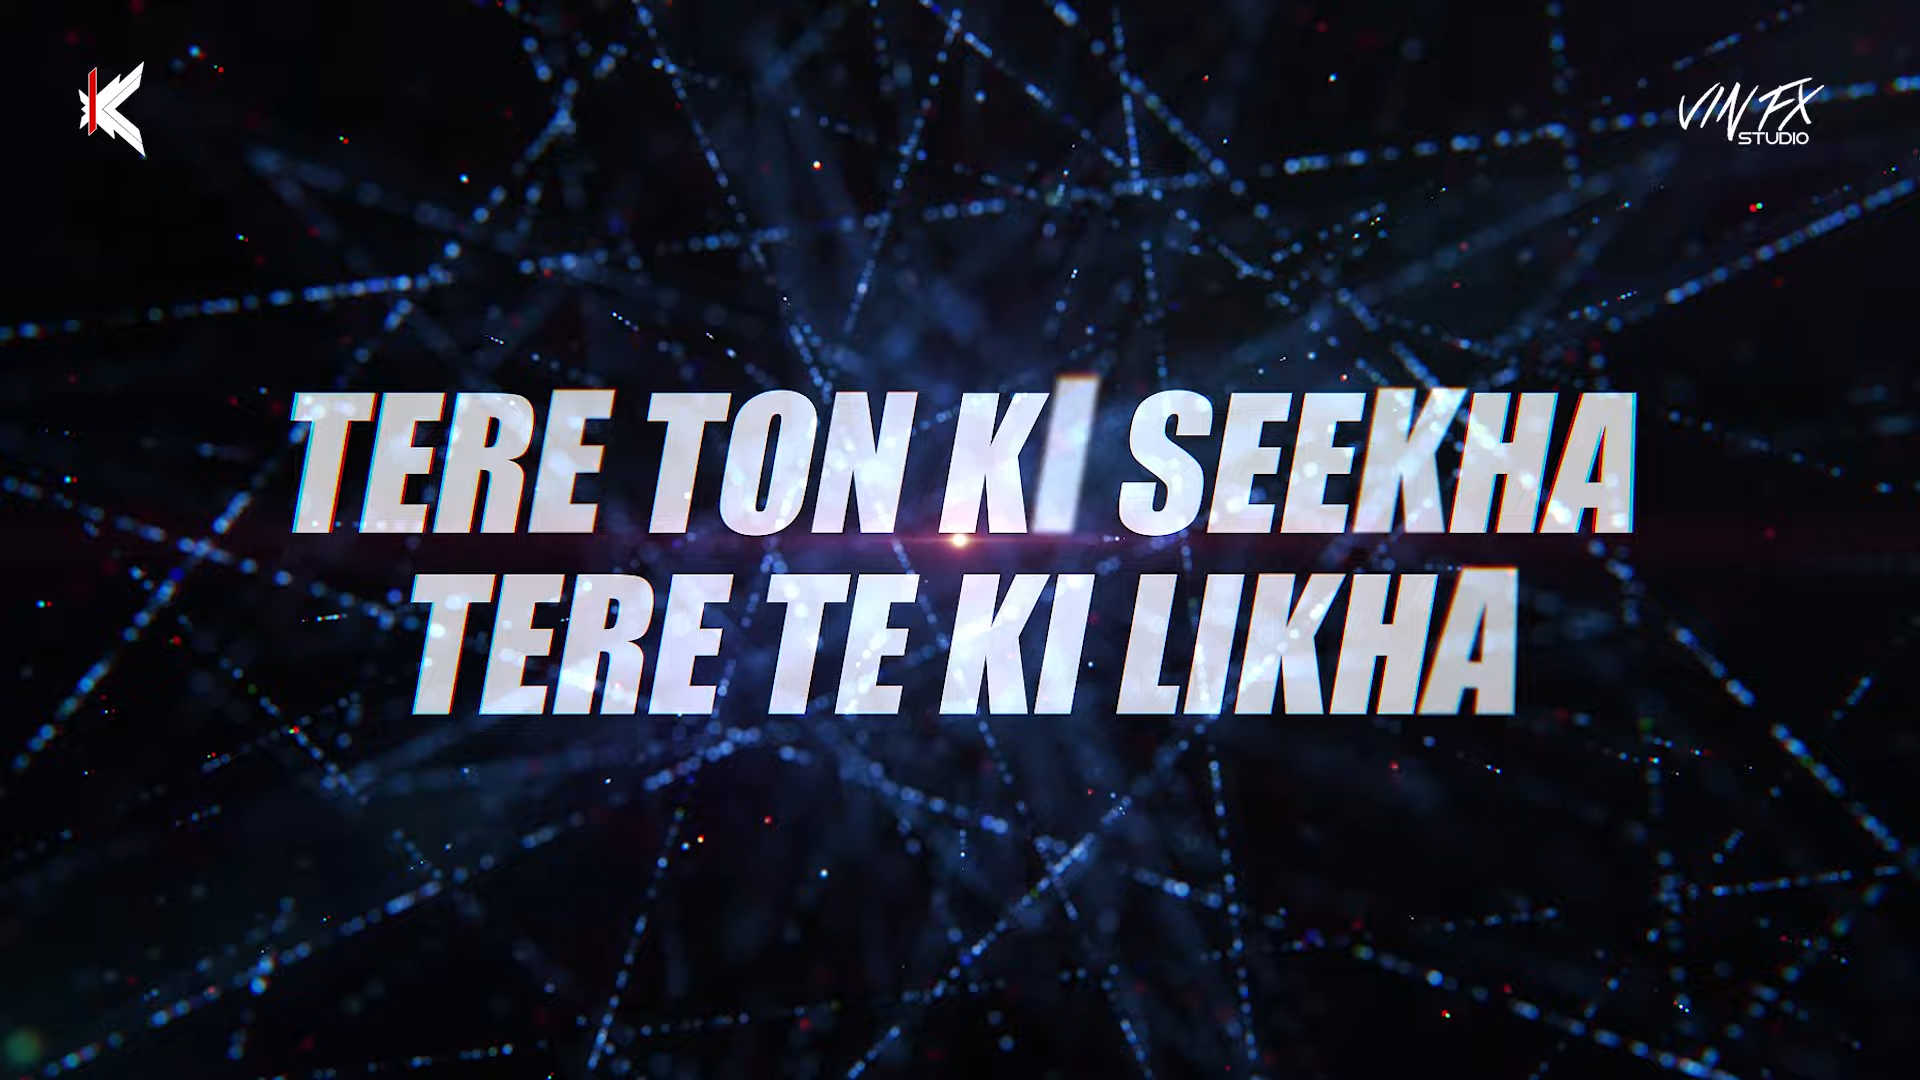 K
VIN FX
STUDIO
TERE TON KI SEEKHA
TERE TE KI LIKHA